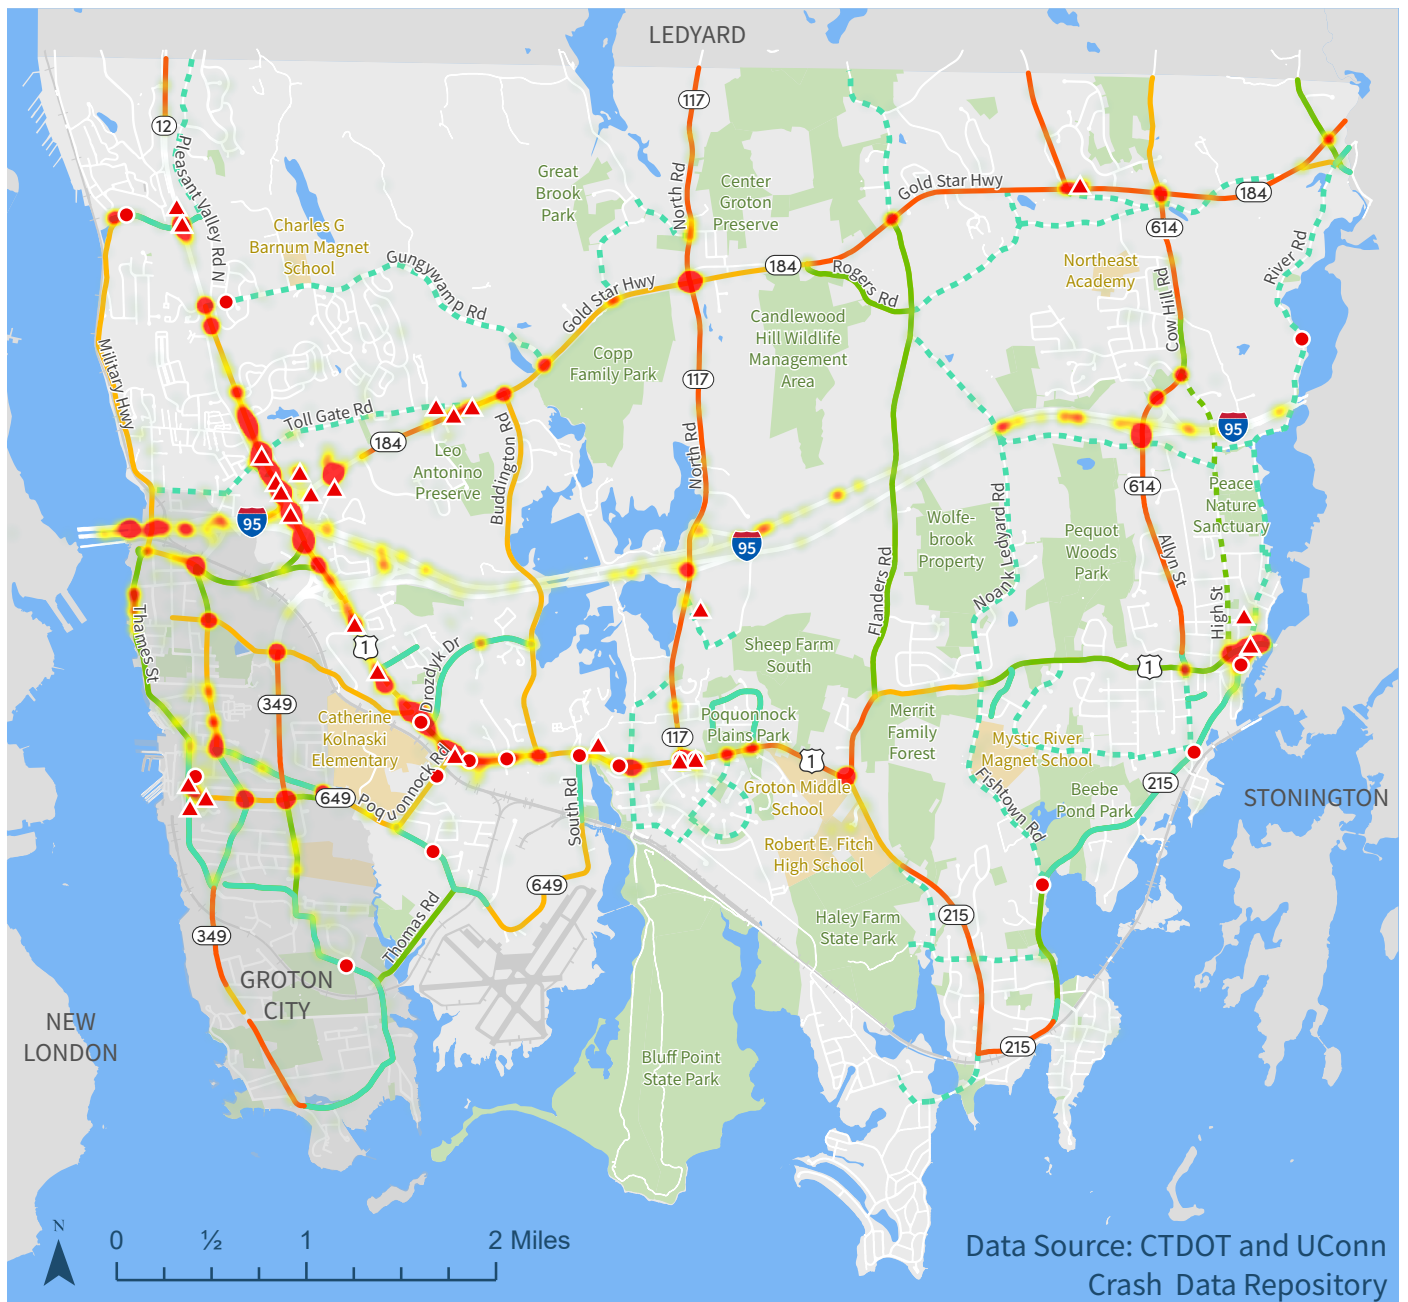 LEDYARD
117
12
Pleasant Valley Rd N
Great
Brook
Park
North Rd
Center
Groton
Preserve
Gold Star Hwy
184
614
Charles G
Barnum Magnet
School
Gungywamp Rd
Gold Star Hwy
184
Rogers Rd
Northeast
Academy
Cow Hill Rd
River Rd
Military Hwy
Copp
Family Park
Candlewood
Hill Wildlife
Management
Area
117
Toll Gate Rd
184
Leo
Antonino
Preserve
Buddington Rd
North Rd
95
95
95
614
Peace
Nature
Sanctuary
Wolfe-
brook
Property
Noank Ledyard Rd
Pequot
Woods
Park
Allyn St
High St
Flanders Rd
Thames St
1
Drozdyk Dr
Sheep Farm
South
1
349
Catherine
Kolnaski
Elementary
Poquonnock
Plains Park
117
Merrit
Family
Forest
Mystic River
Magnet School
1
Groton Middle
School
215
Beebe
Pond Park
STONINGTON
649
Poquonnock Rd
South Rd
Fishtown Rd
Robert E. Fitch
High School
649
Thomas Rd
349
215
Haley Farm
State Park
GROTON
CITY
NEW
LONDON
215
Bluff Point
State Park
N
0 ½ 1 2 Miles
Data Source: CTDOT and UConn
Crash Data Repository